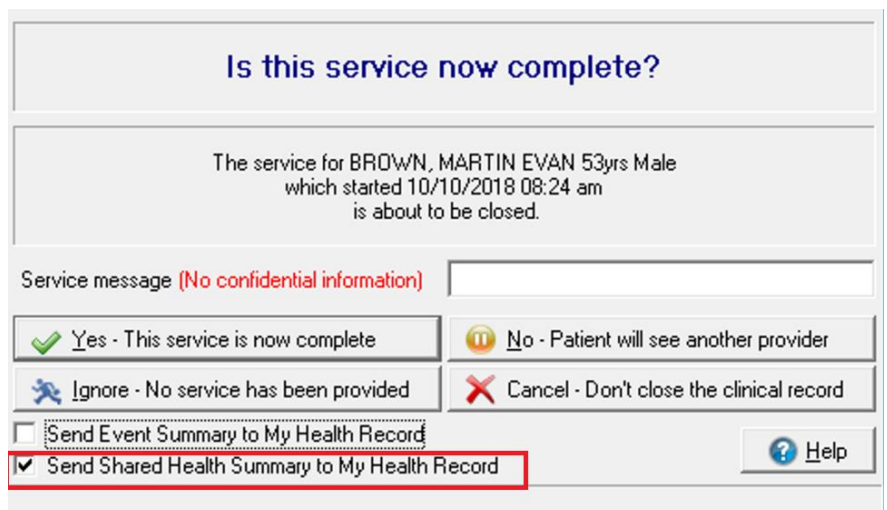 Is this service now complete?
The service for BROWN, MARTIN EVAN 53yrs Male
which started 10/10/2018 08:24 am
is about to be closed.
Service message (No confidential information)
Yes - This service is now complete
No - Patient will see another provider
Ignore - No service has been provided
Cancel - Don't close the clinical record
Send Event Summary to My Health Record
Send Shared Health Summary to My Health Record
Help